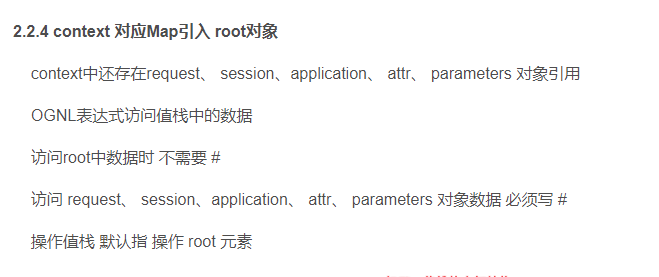 2.2.4 context 对应Map引入 root对象
context中还存在request、 session、application、 attr、 parameters 对象引用
OGNL表达式访问值栈中的数据
访问root中数据时 不需要 #
访问 request、 session、application、 attr、 parameters 对象数据 必须写 #
操作值栈 默认指 操作 root 元素